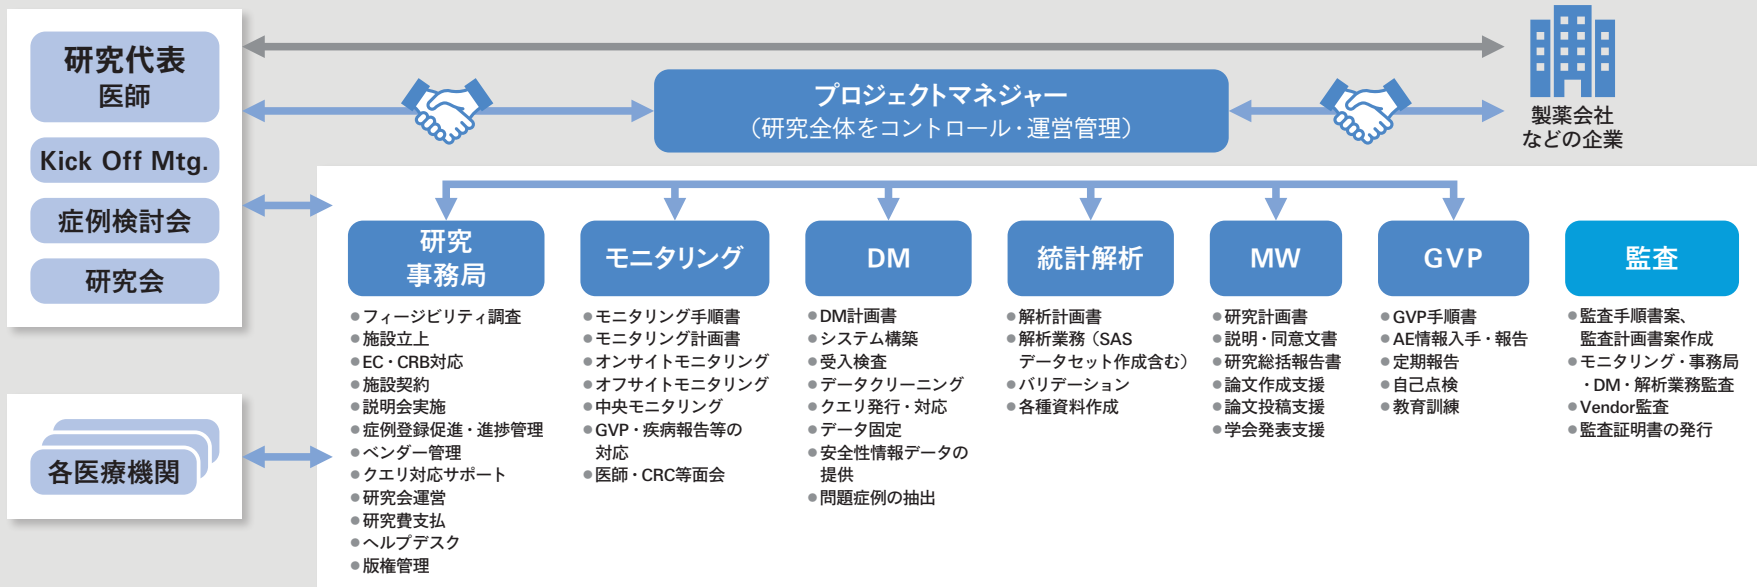 研究代表
医師
Kick Off Mtg.
症例検討会
研究会
各医療機関
プロジェクトマネジャー
（研究全体をコントロール・運営管理）
製薬会社
などの企業
研究
事務局
●フィージビリティ調査
●施設立上
●EC・CRB対応
●施設契約
●説明会実施
●症例登録促進・進捗管理
●ベンダー管理
●クエリ対応サポート
●研究会運営
●研究費支払
●ヘルプデスク
●版権管理
モニタリング
●モニタリング手順書
●モニタリング計画書
●オンサイトモニタリング
●オフサイトモニタリング
●中央モニタリング
●GVP・疾病報告等の
対応
●医師・CRC等面会
DM
●DM計画書
●システム構築
●受入検査
●データクリーニング
●クエリ発行・対応
●データ固定
●安全性情報データの
提供
●問題症例の抽出
統計解析
●解析計画書
●解析業務（SAS
データセット作成含む）
●バリデーション
●各種資料作成
MW
●研究計画書
●説明・同意文書
●研究総括報告書
●論文作成支援
●論文投稿支援
●学会発表支援
GVP
●GVP手順書
●AE情報入手・報告
●定期報告
●自己点検
●教育訓練
監査
●監査手順書案、
監査計画書案作成
●モニタリング・事務局
・DM・解析業務監査
●Vendor監査
●監査証明書の発行